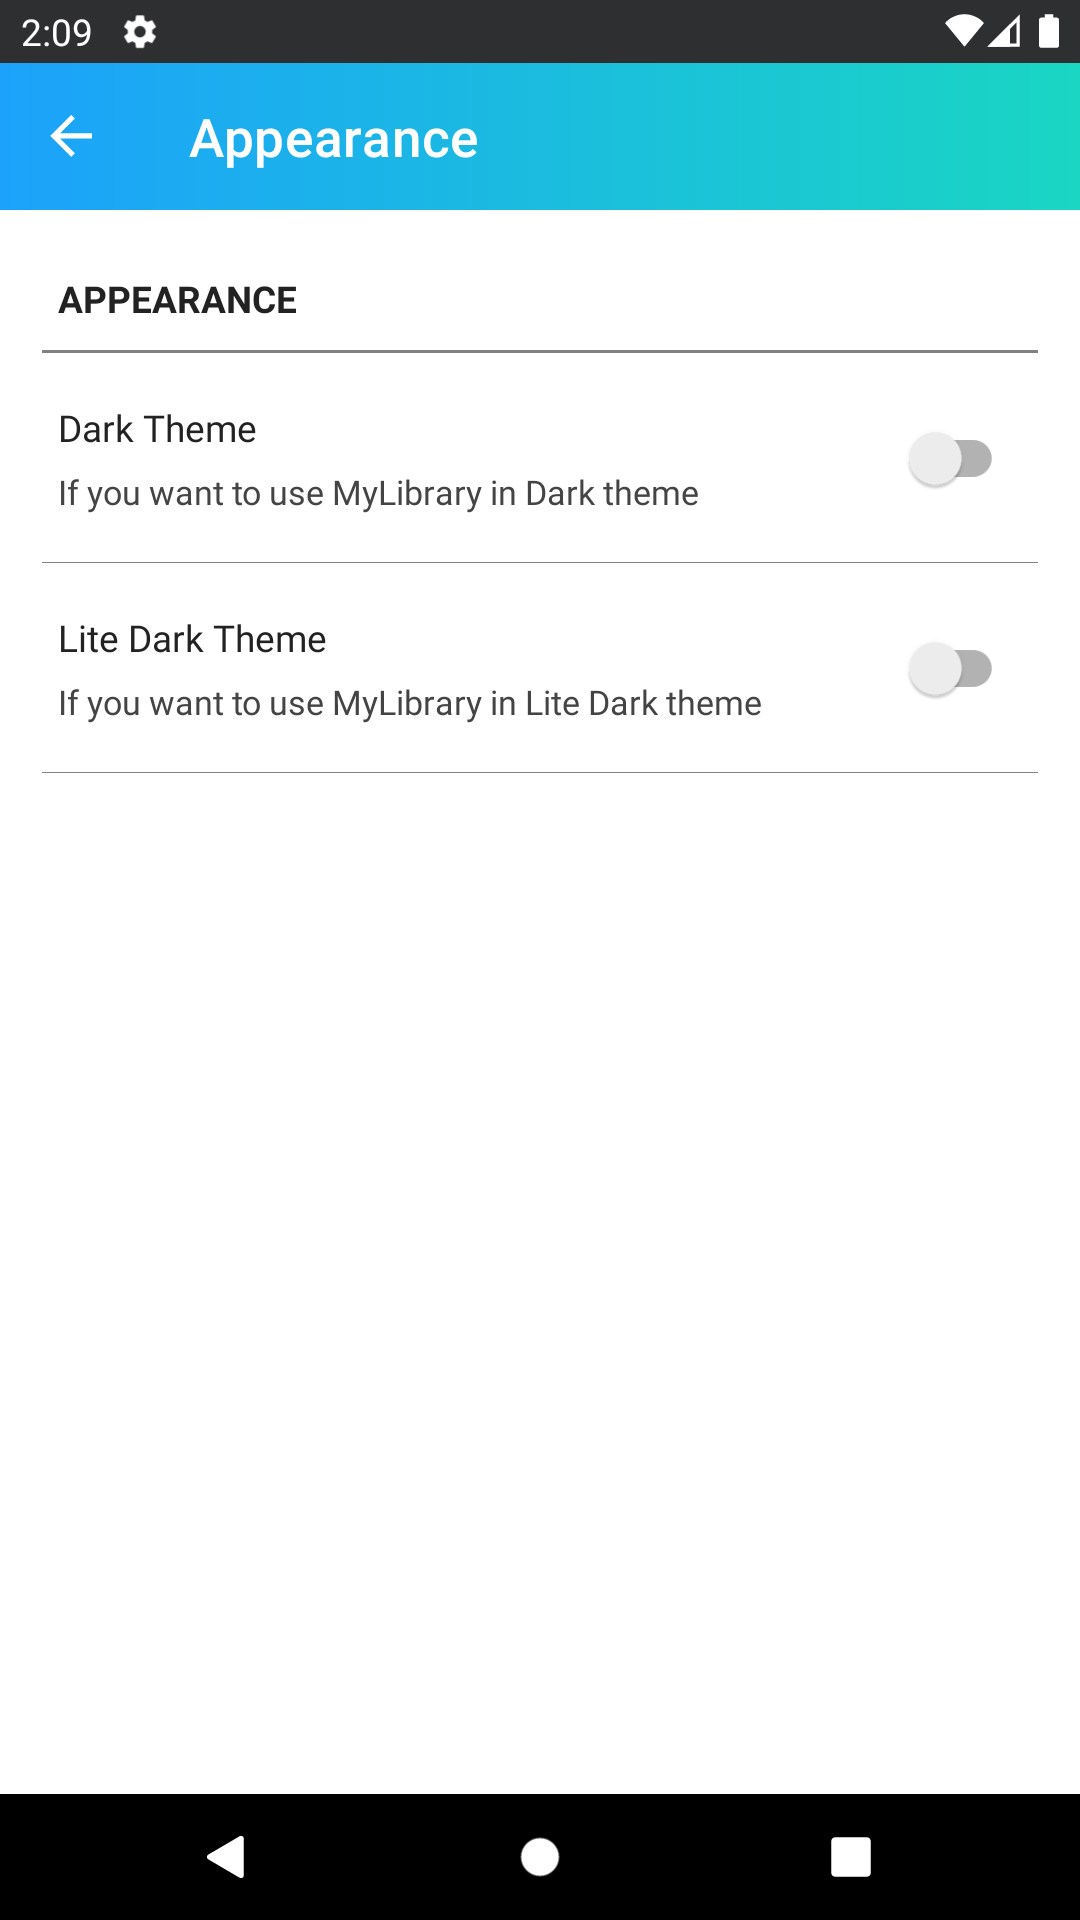 2:09
Appearance
APPEARANCE
Dark Theme
If you want to use MyLibrary in Dark theme
Lite Dark Theme
If you want to use MyLibrary in Lite Dark theme